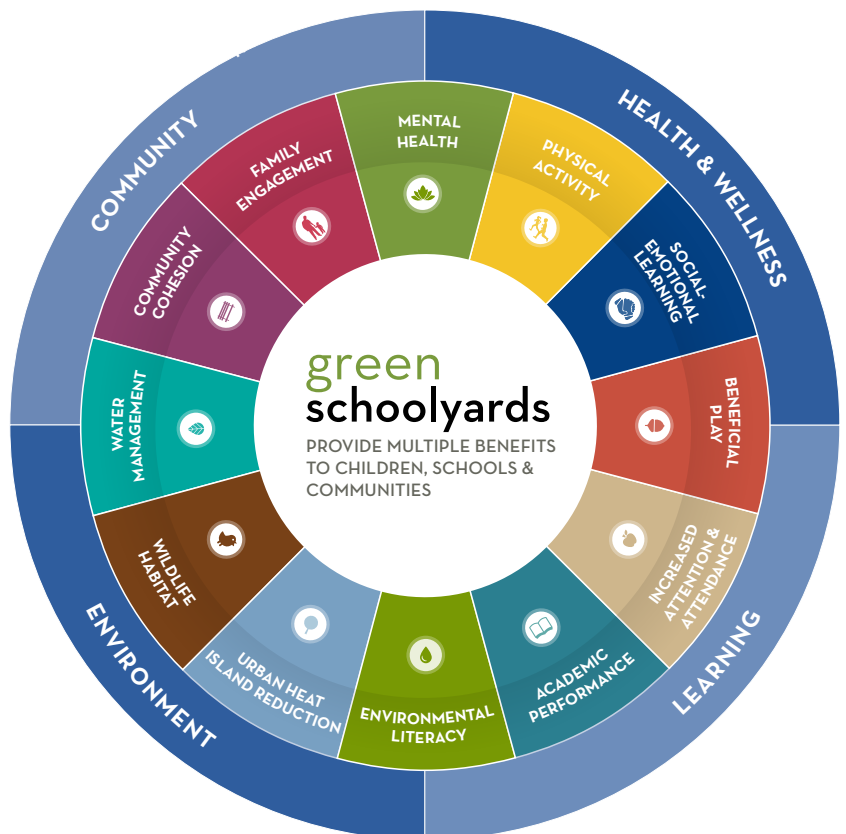 green
schoolyards
PROVIDE MULTIPLE BENEFITS
TO CHILDREN, SCHOOLS &
COMMUNITIES
HEALTH & WELLNESS
LEARNING
ENVIRONMENT
COMMUNITY
MENTAL
HEALTH
PHYSICAL
ACTIVITY
SOCIAL-
EMOTIONAL
LEARNING
BENEFICIAL
PLAY
INCREASED
ATTENTION &
ATTENDANCE
ACADEMIC
PERFORMANCE
ENVIRONMENTAL
LITERACY
URBAN HEAT
ISLAND REDUCTION
WILDLIFE
HABITAT
WATER
MANAGEMENT
COMMUNITY
COHESION
FAMILY
ENGAGEMENT